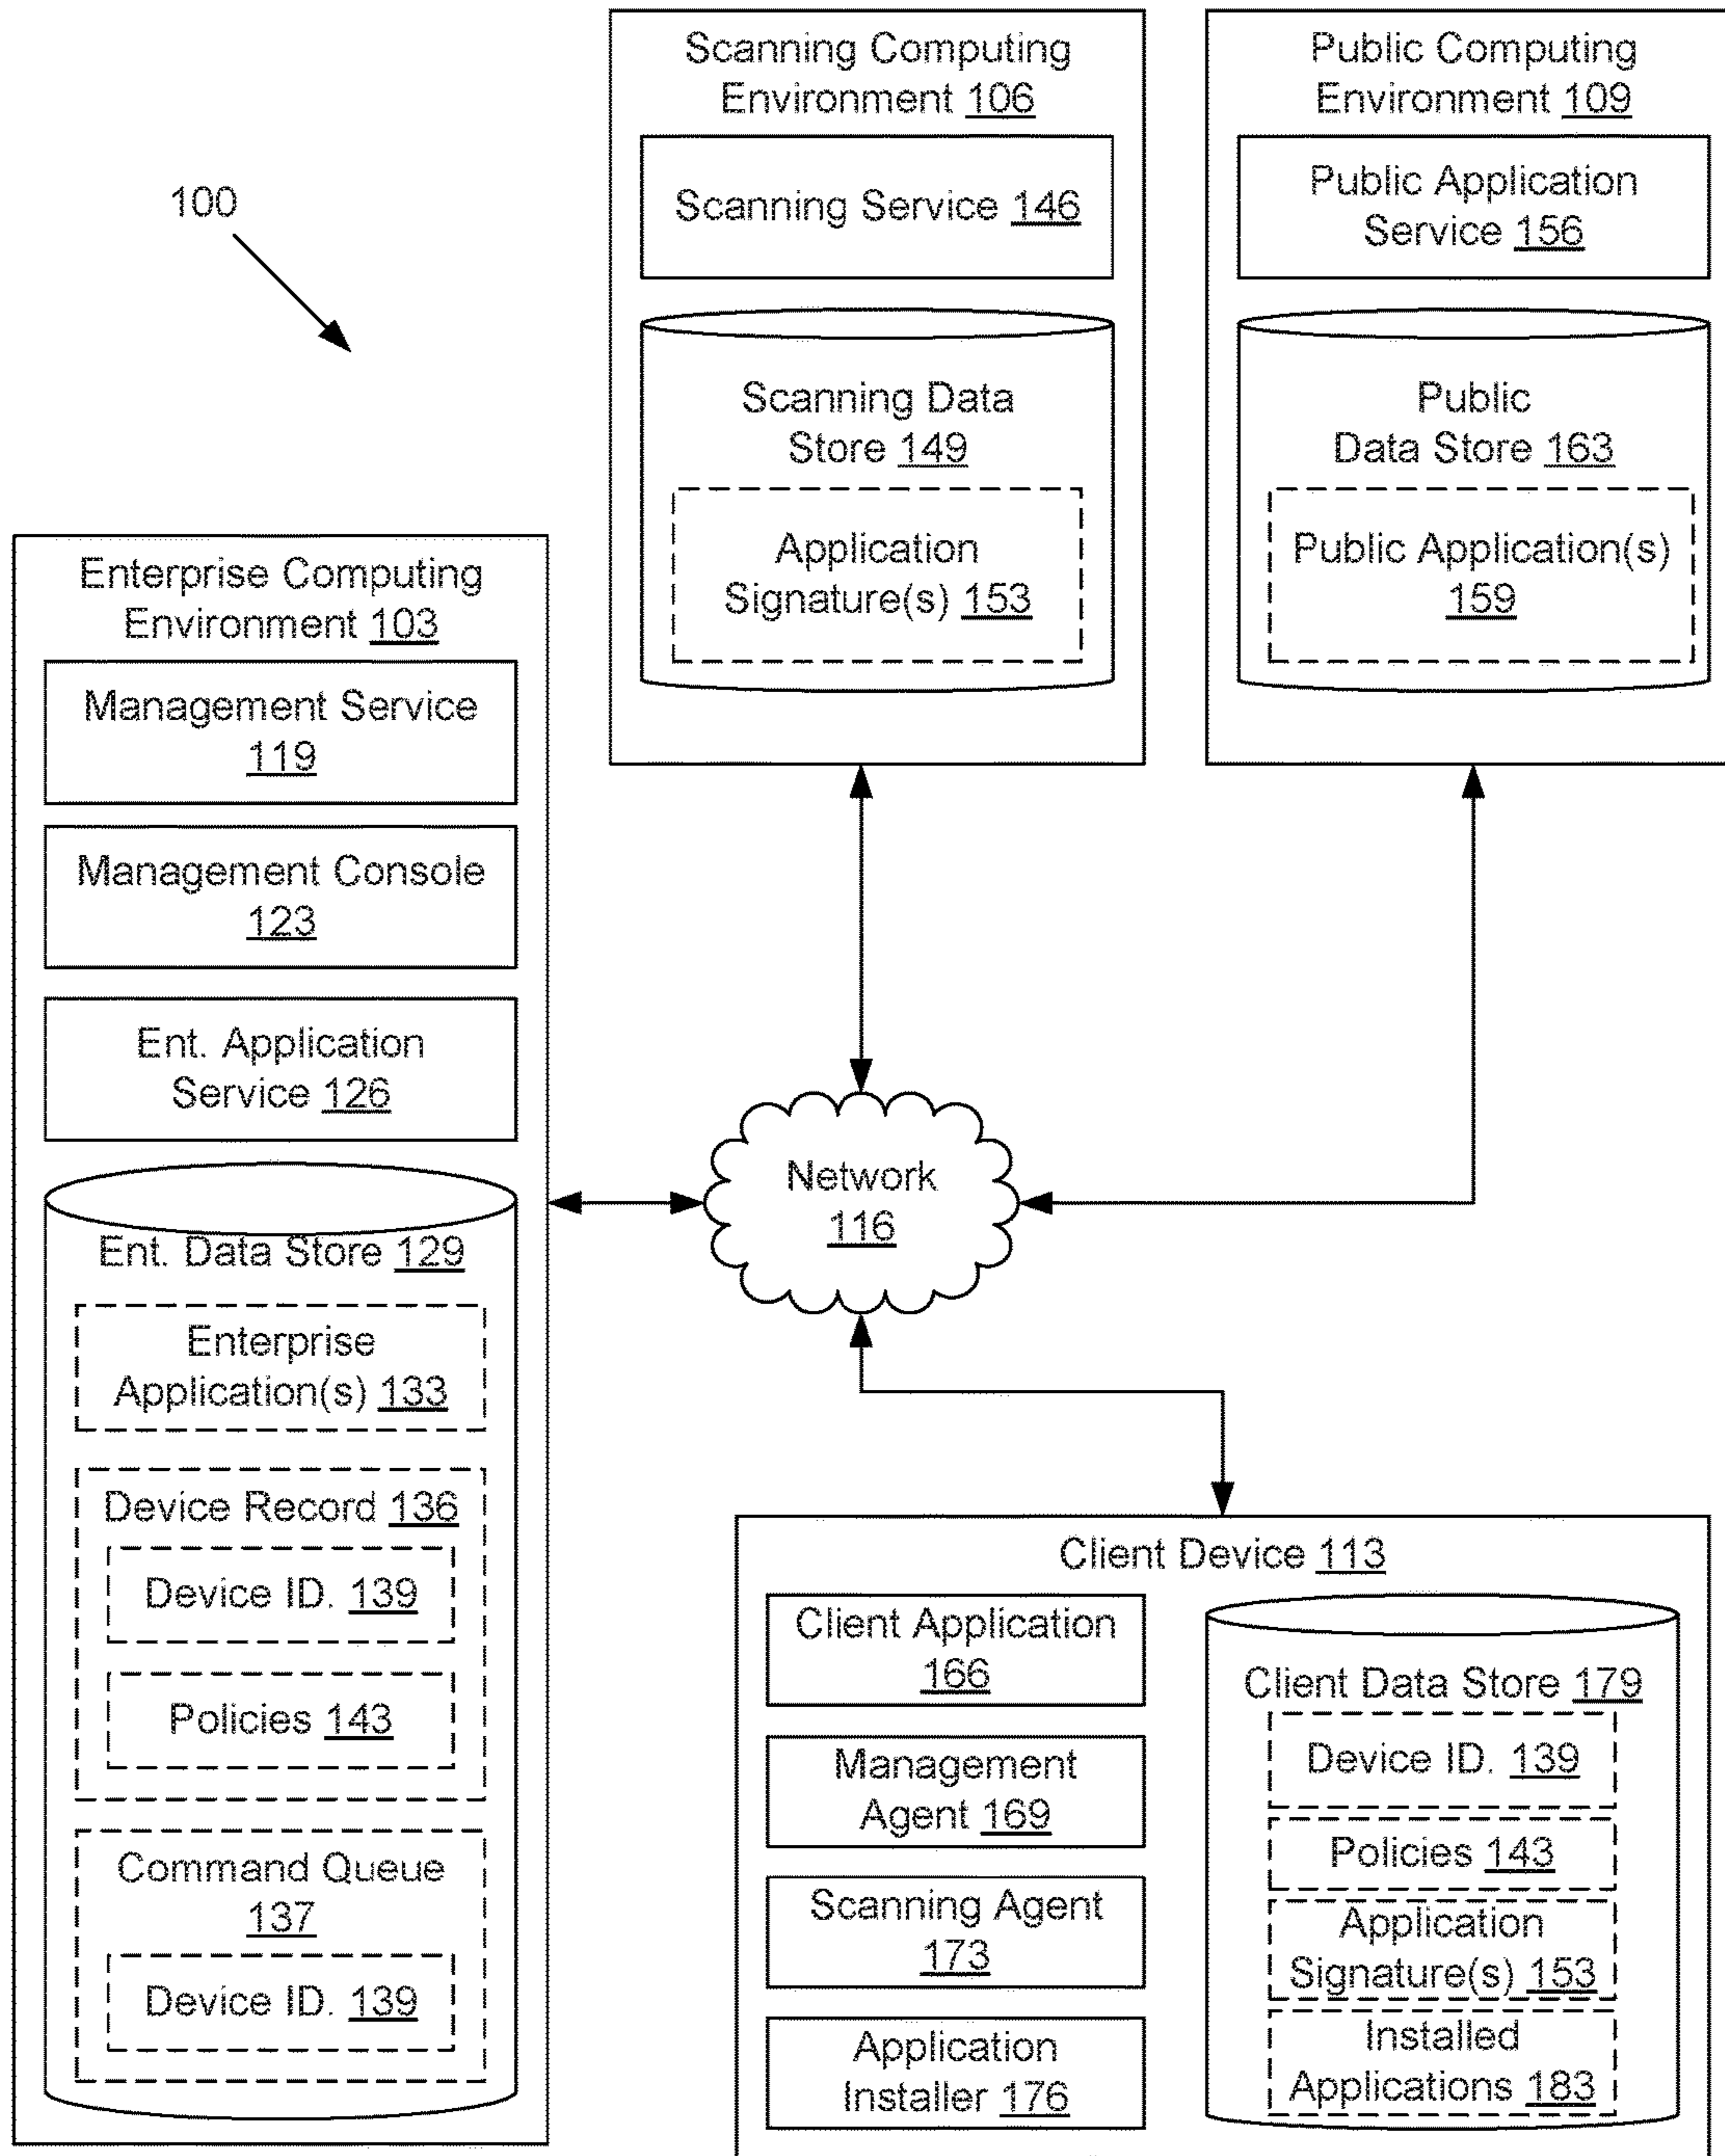 100
Scanning Computing
Environment 106
Scanning Service 146
Scanning Data
Store 149
Application
Signature(s) 153
Public Computing
Environment 109
Public Application
Service 156
Public
Data Store 163
Public Application(s)
159
Enterprise Computing
Environment 103
Management Service
119
Management Console
123
Ent. Application
Service 126
Ent. Data Store 129
Enterprise
Application(s) 133
Device Record 136
Device ID. 139
Policies 143
Command Queue
137
Device ID. 139
Network
116
Client Device 113
Client Application
166
Management
Agent 169
Scanning Agent
173
Application
Installer 176
Client Data Store 179
Device ID. 139
Policies 143
Application
Signature(s) 153
Installed
Applications 183